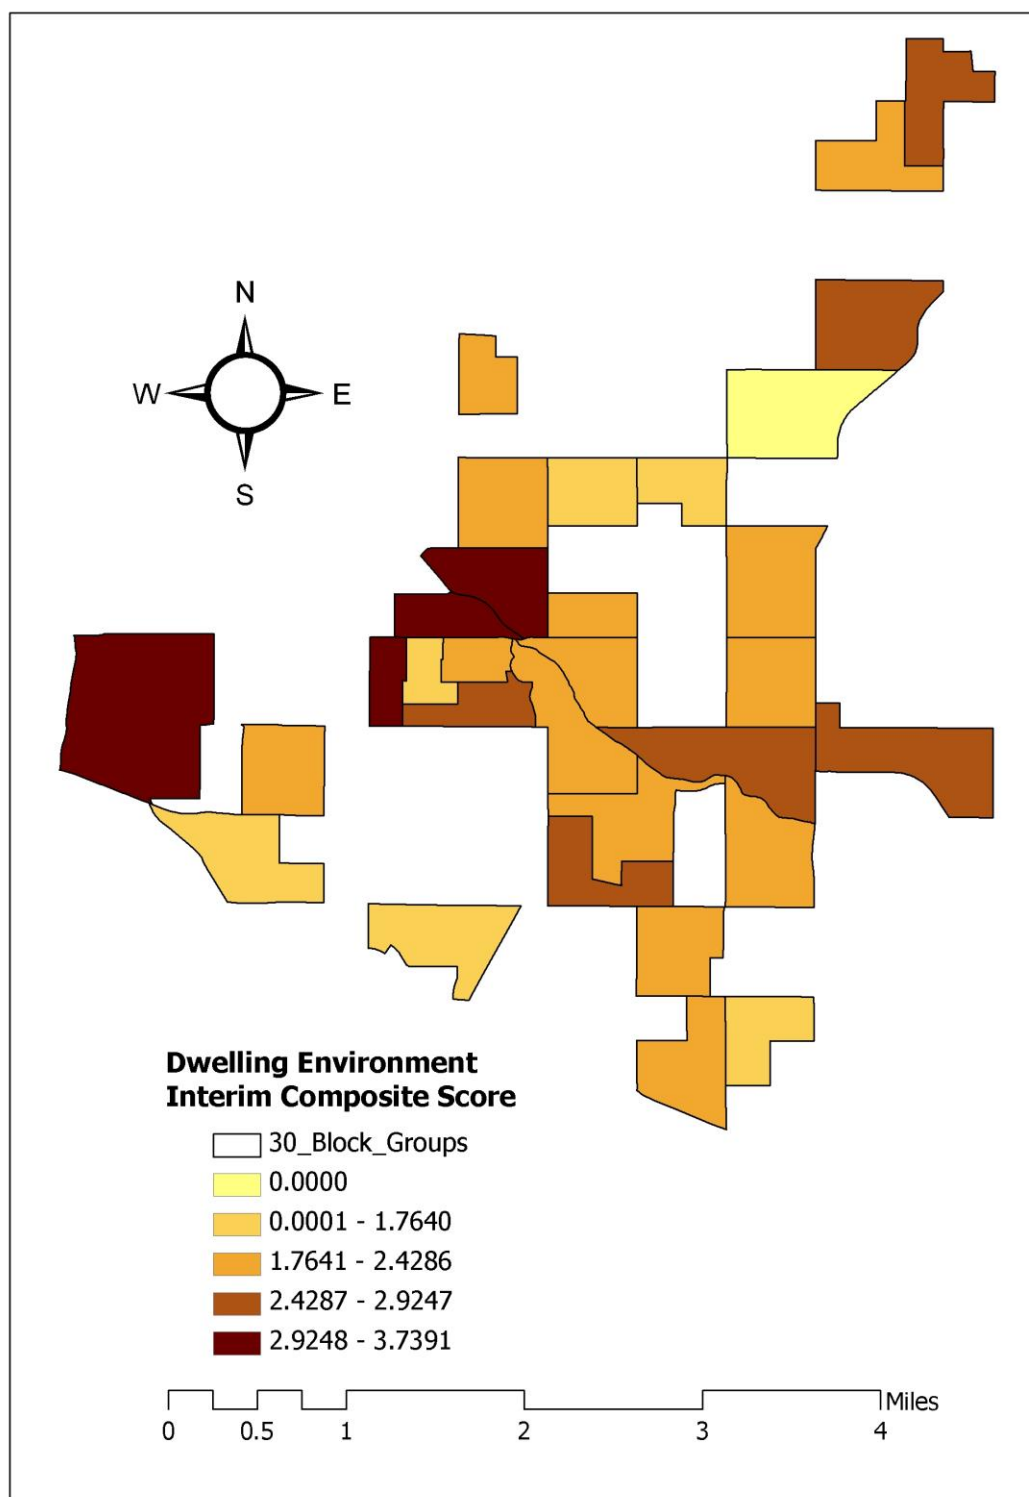 N
W E
S
Dwelling Environment
Interim Composite Score
30_Block_Groups
0.0000
0.0001 - 1.7640
1.7641 - 2.4286
2.4287 - 2.9247
2.9248 - 3.7391
Miles
0 0.5 1 2 3 4